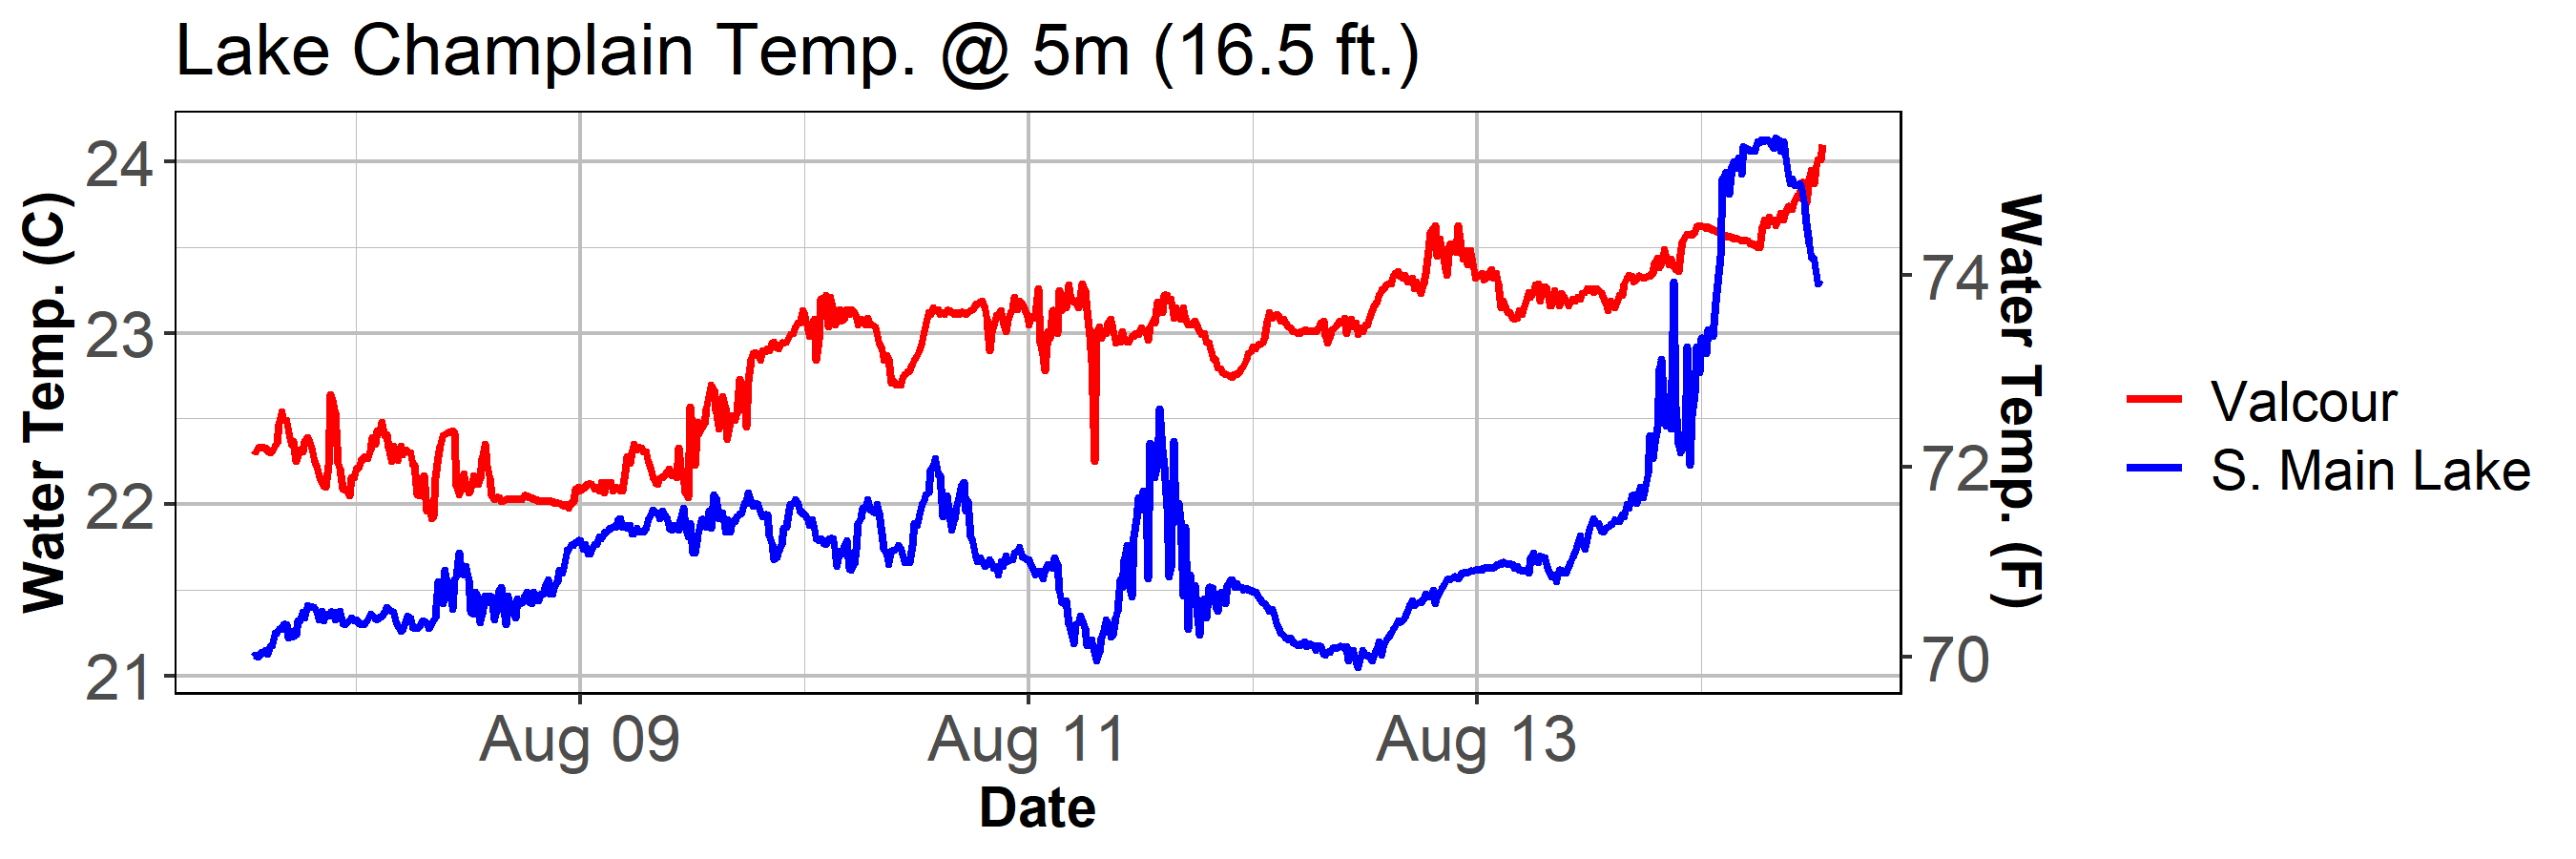 Lake Champlain Temp. @ 5m (16.5 ft.)
Water Temp. (C)
24
23
22
21
Aug 09
Aug 11
Aug 13
Date
74
72
70
Water Temp. (F)
Valcour
S. Main Lake